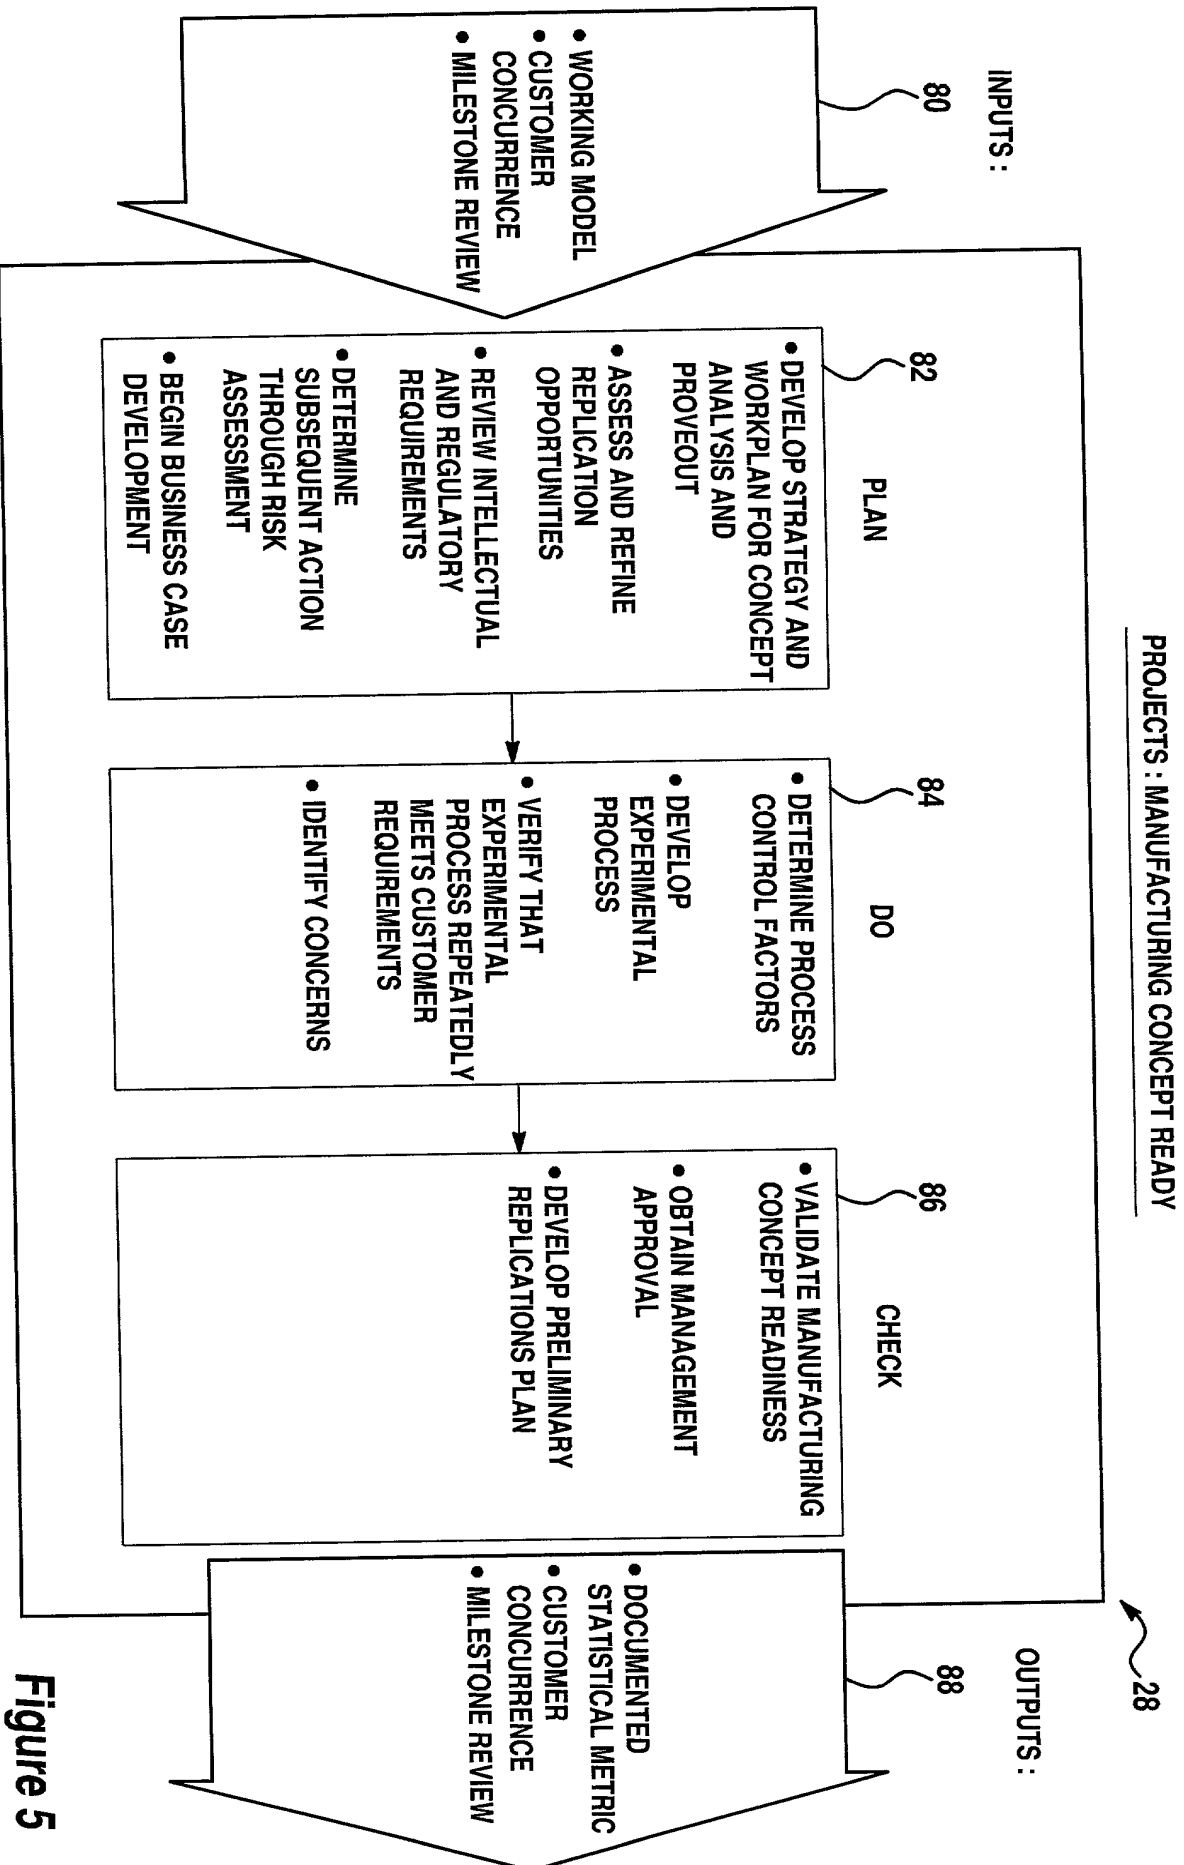 PROJECTS : MANUFACTURING CONCEPT READY
28
INPUTS :
OUTPUTS :
80
• WORKING MODEL
• CUSTOMER
CONCURRENCE
• MILESTONE REVIEW
PLAN
82
• DEVELOP STRATEGY AND
WORKPLAN FOR CONCEPT
ANALYSIS AND
PROVEOUT
• ASSESS AND REFINE
REPLICATION
OPPORTUNITIES
• REVIEW INTELLECTUAL
AND REGULATORY
REQUIREMENTS
• DETERMINE
SUBSEQUENT ACTION
THROUGH RISK
ASSESSMENT
• BEGIN BUSINESS CASE
DEVELOPMENT
DO
84
• DETERMINE PROCESS
CONTROL FACTORS
• DEVELOP
EXPERIMENTAL
PROCESS
• VERIFY THAT
EXPERIMENTAL
PROCESS REPEATEDLY
MEETS CUSTOMER
REQUIREMENTS
• IDENTIFY CONCERNS
CHECK
86
• VALIDATE MANUFACTURING
CONCEPT READINESS
• OBTAIN MANAGEMENT
APPROVAL
• DEVELOP PRELIMINARY
REPLICATIONS PLAN
88
• DOCUMENTED
STATISTICAL METRIC
• CUSTOMER
CONCURRENCE
• MILESTONE REVIEW
Figure 5